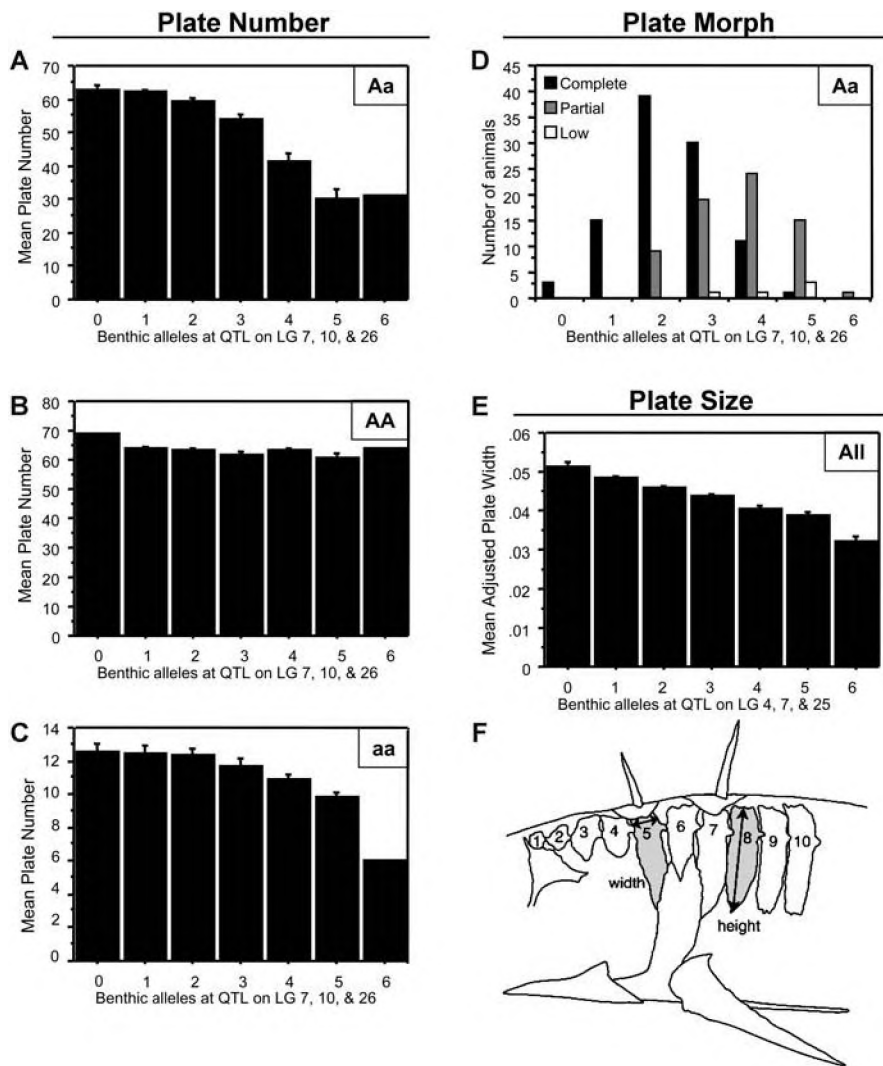 Plate Number
A
Aa
Mean Plate Number
70
60
50
40
30
20
10
0
0 1 2 3 4 5 6
Benthic alleles at QTL on LG 7, 10, & 26
B
AA
Mean Plate Number
80
70
60
50
40
30
20
10
0
0 1 2 3 4 5 6
Benthic alleles at QTL on LG 7, 10, & 26
C
aa
Mean Plate Number
14
12
10
8
6
4
2
0
0 1 2 3 4 5 6
Benthic alleles at QTL on LG 7, 10, & 26
Plate Morph
D
Aa
Complete
Partial
Low
Number of animals
45
40
35
30
25
20
15
10
5
0
0 1 2 3 4 5 6
Benthic alleles at QTL on LG 7, 10, & 26
Plate Size
E
All
Mean Adjusted Plate Width
.06
.05
.04
.03
.02
.01
0
0 1 2 3 4 5 6
Benthic alleles at QTL on LG 4, 7, & 25
F
1 2 3 4 5 6 7 8 9 10
width
height